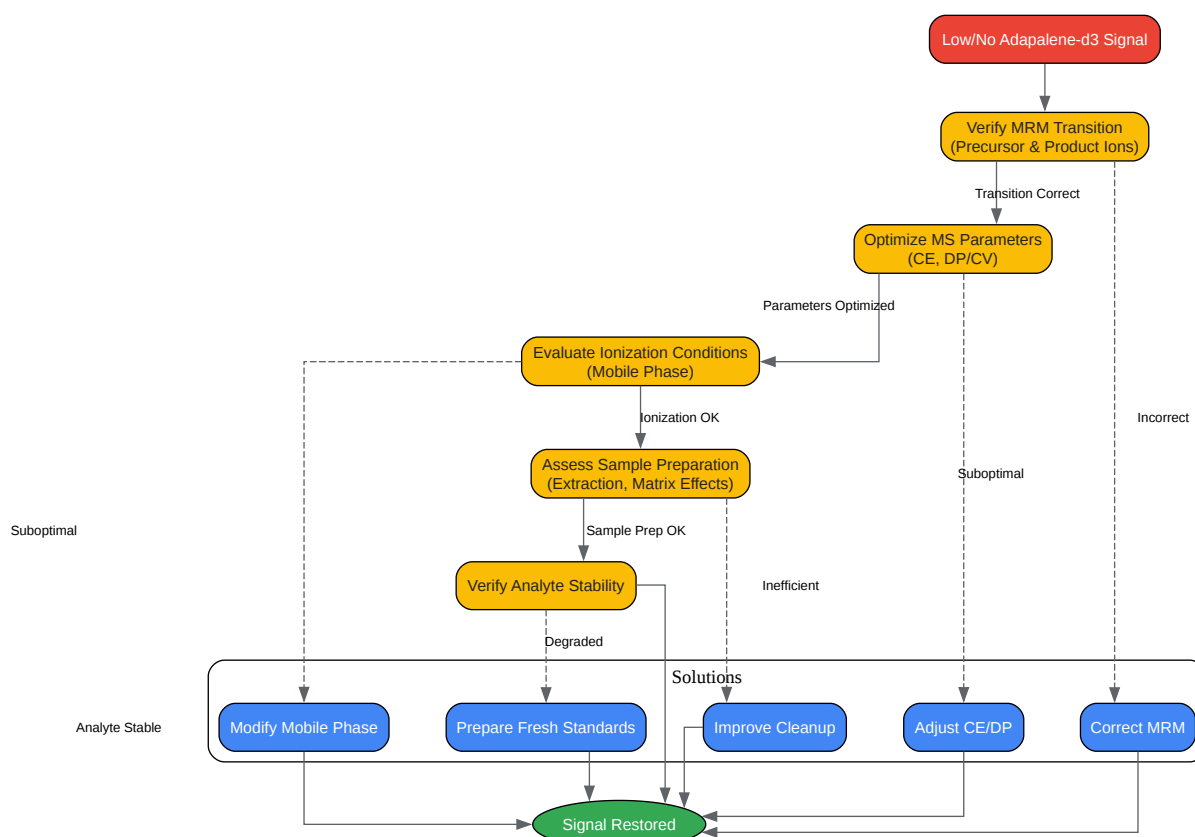 Low/No Adapalene-d3 Signal
Verify MRM Transition
(Precursor & Product Ions)
Transition Correct
Optimize MS Parameters
(CE, DP/CV)
Parameters Optimized
Evaluate Ionization Conditions
(Mobile Phase)
Ionization OK
Incorrect
Assess Sample Preparation
(Extraction, Matrix Effects)
Suboptimal
Suboptimal
Sample Prep OK
Verify Analyte Stability
Inefficient
Degraded
Solutions
Analyte Stable
Modify Mobile Phase
Prepare Fresh Standards
Improve Cleanup
Adjust CE/DP
Correct MRM
Signal Restored